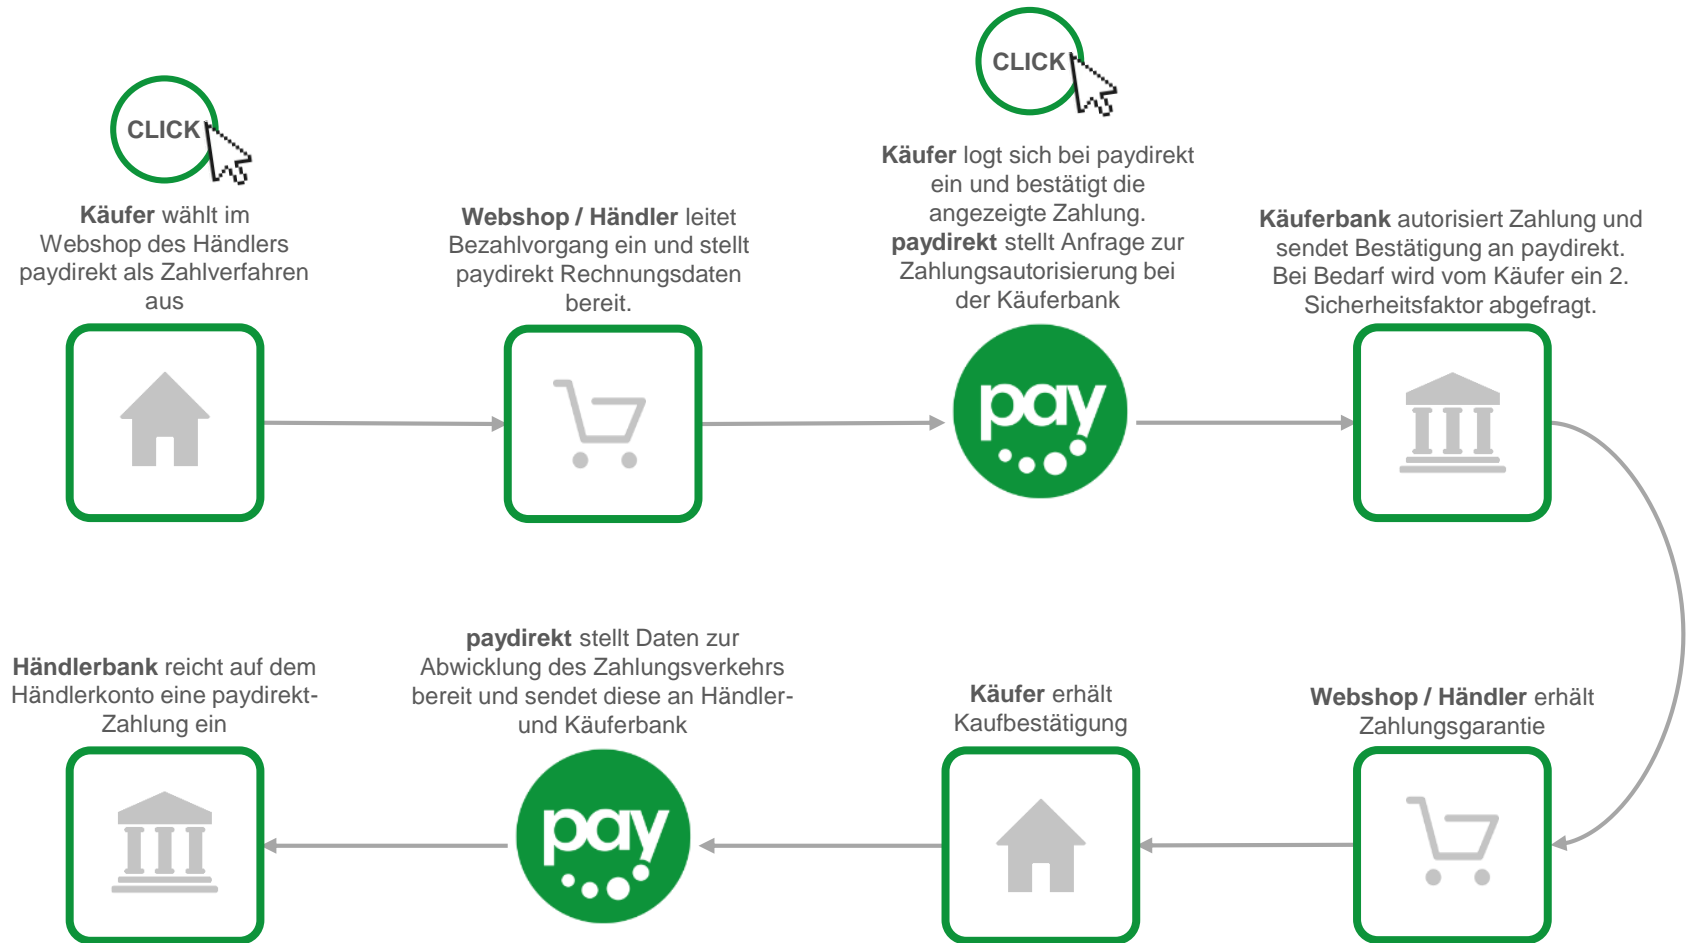 CLICK
Käufer wählt im
Webshop des Händlers
paydirekt als Zahlverfahren
aus
Webshop / Händler leitet
Bezahlvorgang ein und stellt
paydirekt Rechnungsdaten
bereit.
CLICK
Käufer logt sich bei paydirekt
ein und bestätigt die
angezeigte Zahlung.
paydirekt stellt Anfrage zur
Zahlungsautorisierung bei
der Käuferbank
pay
Käuferbank autorisiert Zahlung und
sendet Bestätigung an paydirekt.
Bei Bedarf wird vom Käufer ein 2.
Sicherheitsfaktor abgefragt.
Webshop / Händler erhält
Zahlungsgarantie
Käufer erhält
Kaufbestätigung
paydirekt stellt Daten zur
Abwicklung des Zahlungsverkehrs
bereit und sendet diese an Händler-
und Käuferbank
pay
Händlerbank reicht auf dem
Händlerkonto eine paydirekt-
Zahlung ein